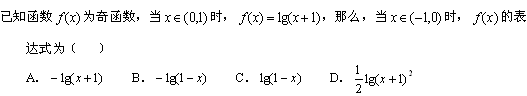 已知函数 f(x) 为奇函数，当 x∈(0,1) 时， f(x)=lg(x+1)，那么，当 x∈(−1,0) 时， f(x) 的表
达式为（ ）
A． −lg(x+1) B．−lg(1−x) C．lg(1−x) D．\frac{1}{2}lg(x+1)²